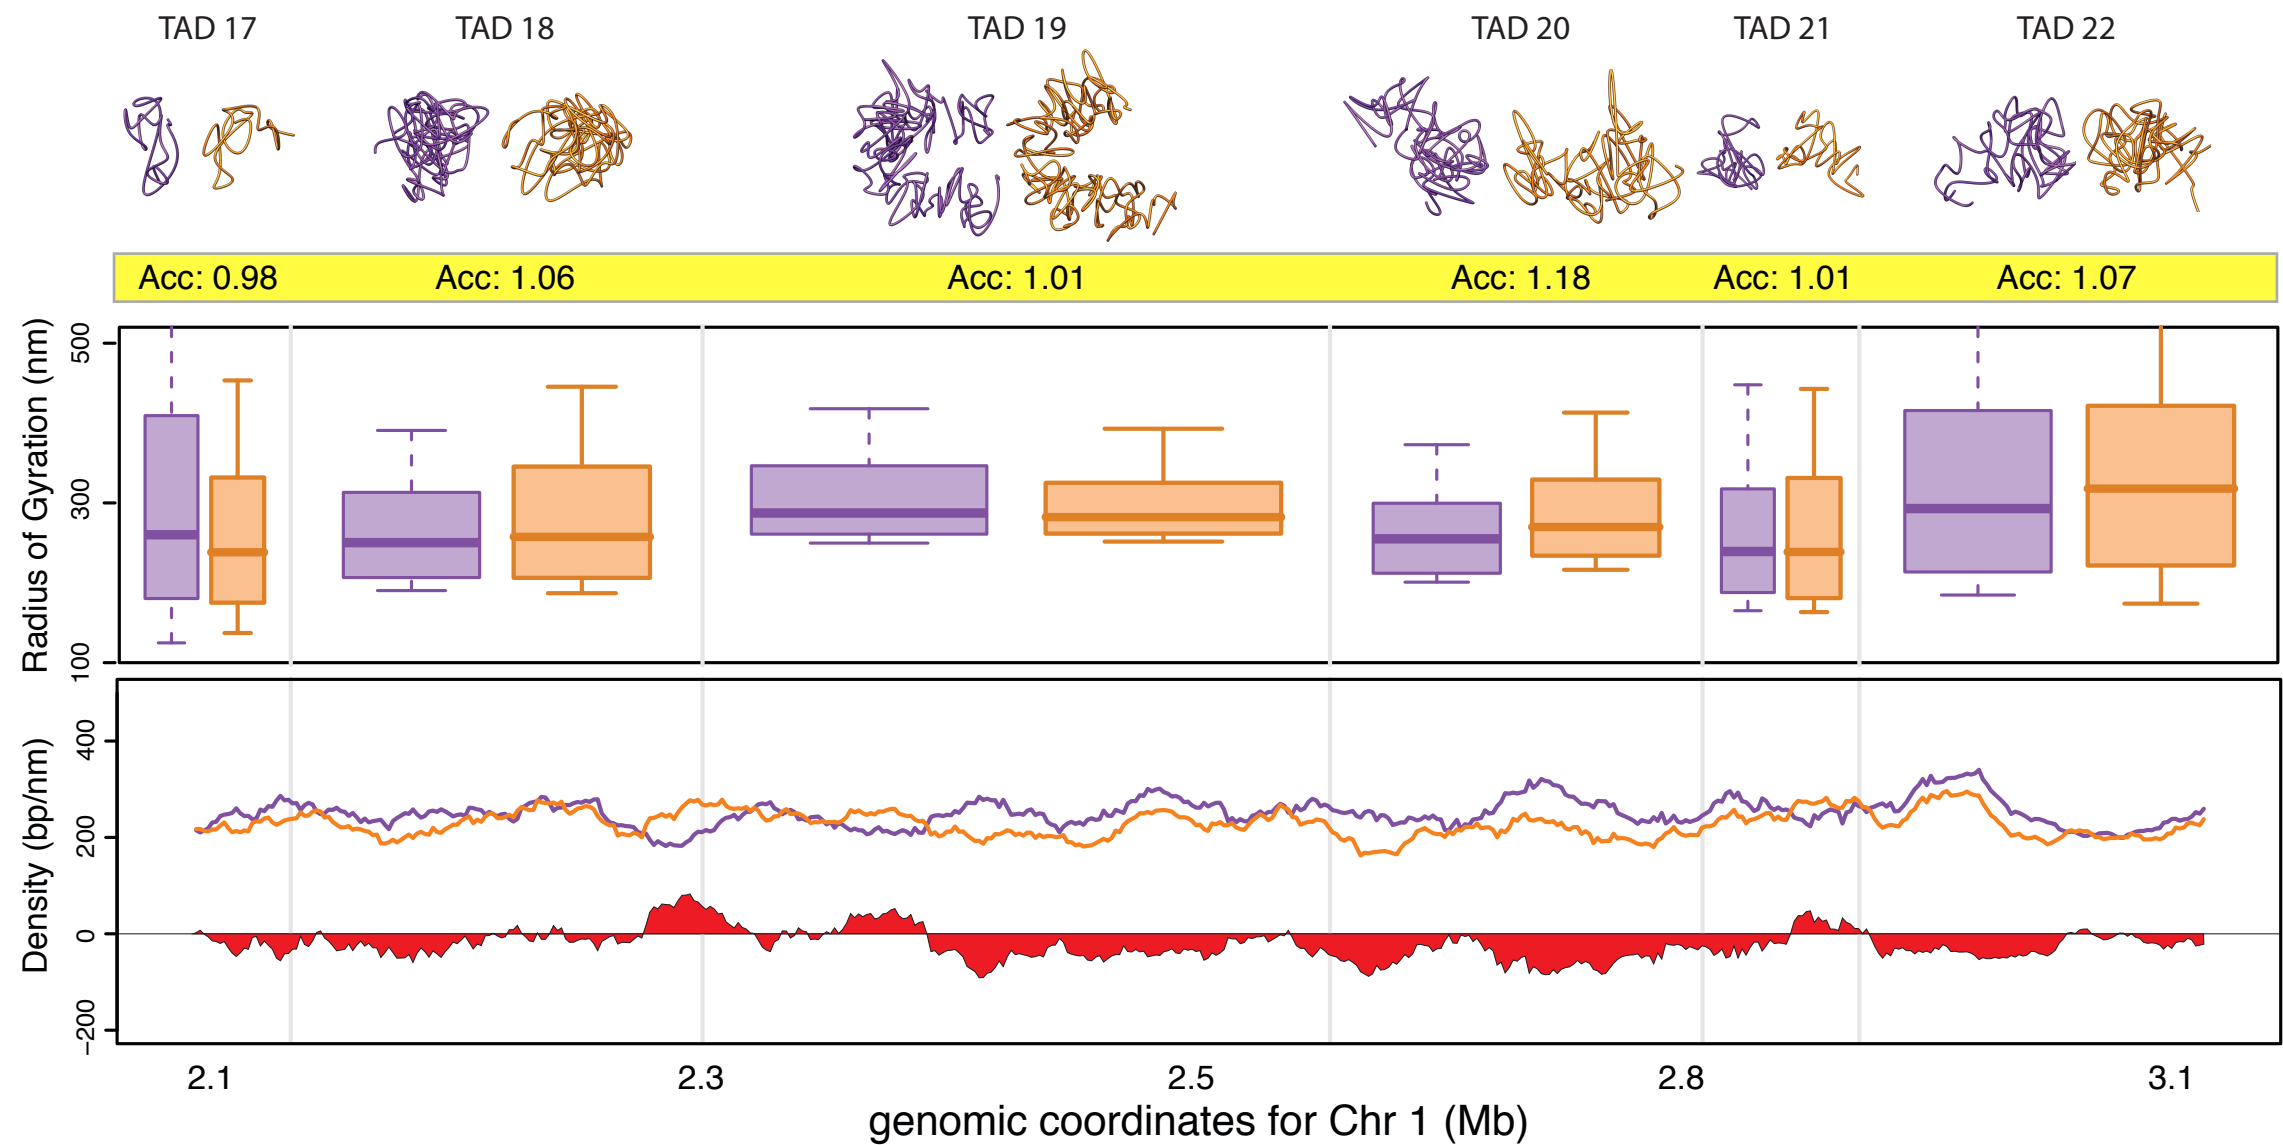 TAD 17 TAD 18 TAD 19 TAD 20 TAD 21 TAD 22
Acc: 0.98 Acc: 1.06 Acc: 1.01 Acc: 1.18 Acc: 1.01 Acc: 1.07
Radius of Gyration (nm)
500
300
100
Density (bp/nm)
400
200
0
−200
2.1 2.3 2.5 2.8 3.1
genomic coordinates for Chr 1 (Mb)